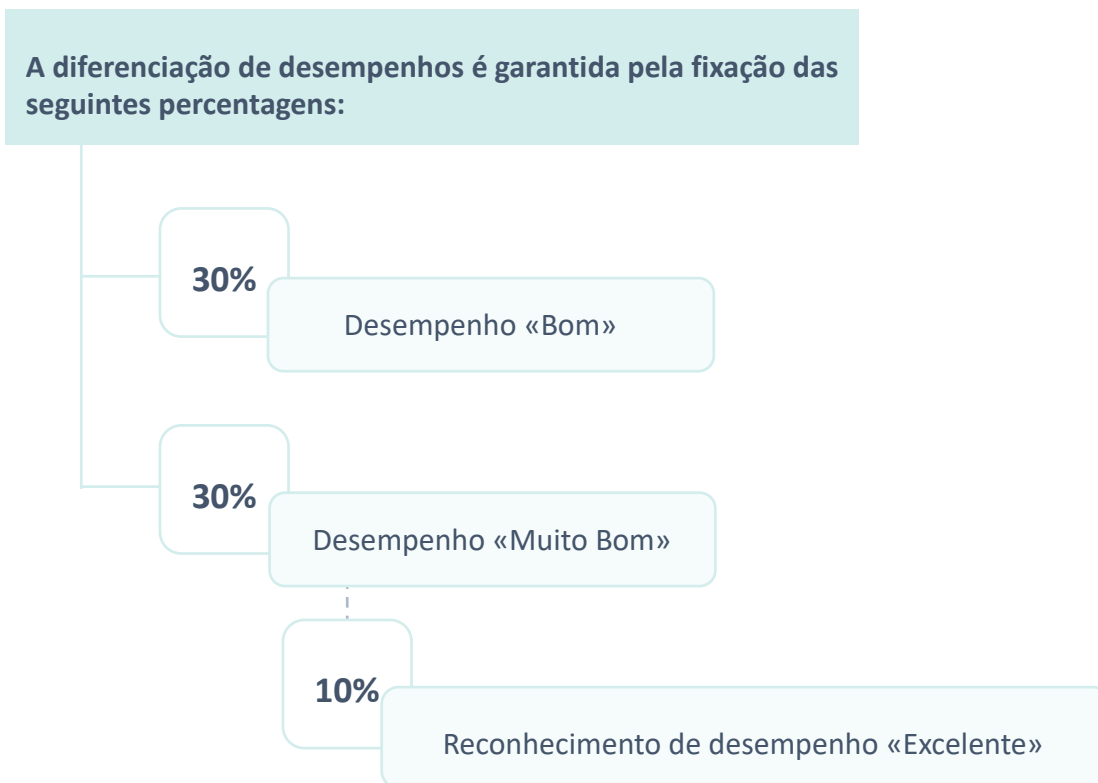 A diferenciação de desempenhos é garantida pela fixação das
seguintes percentagens:
30%
Desempenho «Bom»
30%
Desempenho «Muito Bom»
10%
Reconhecimento de desempenho «Excelente»